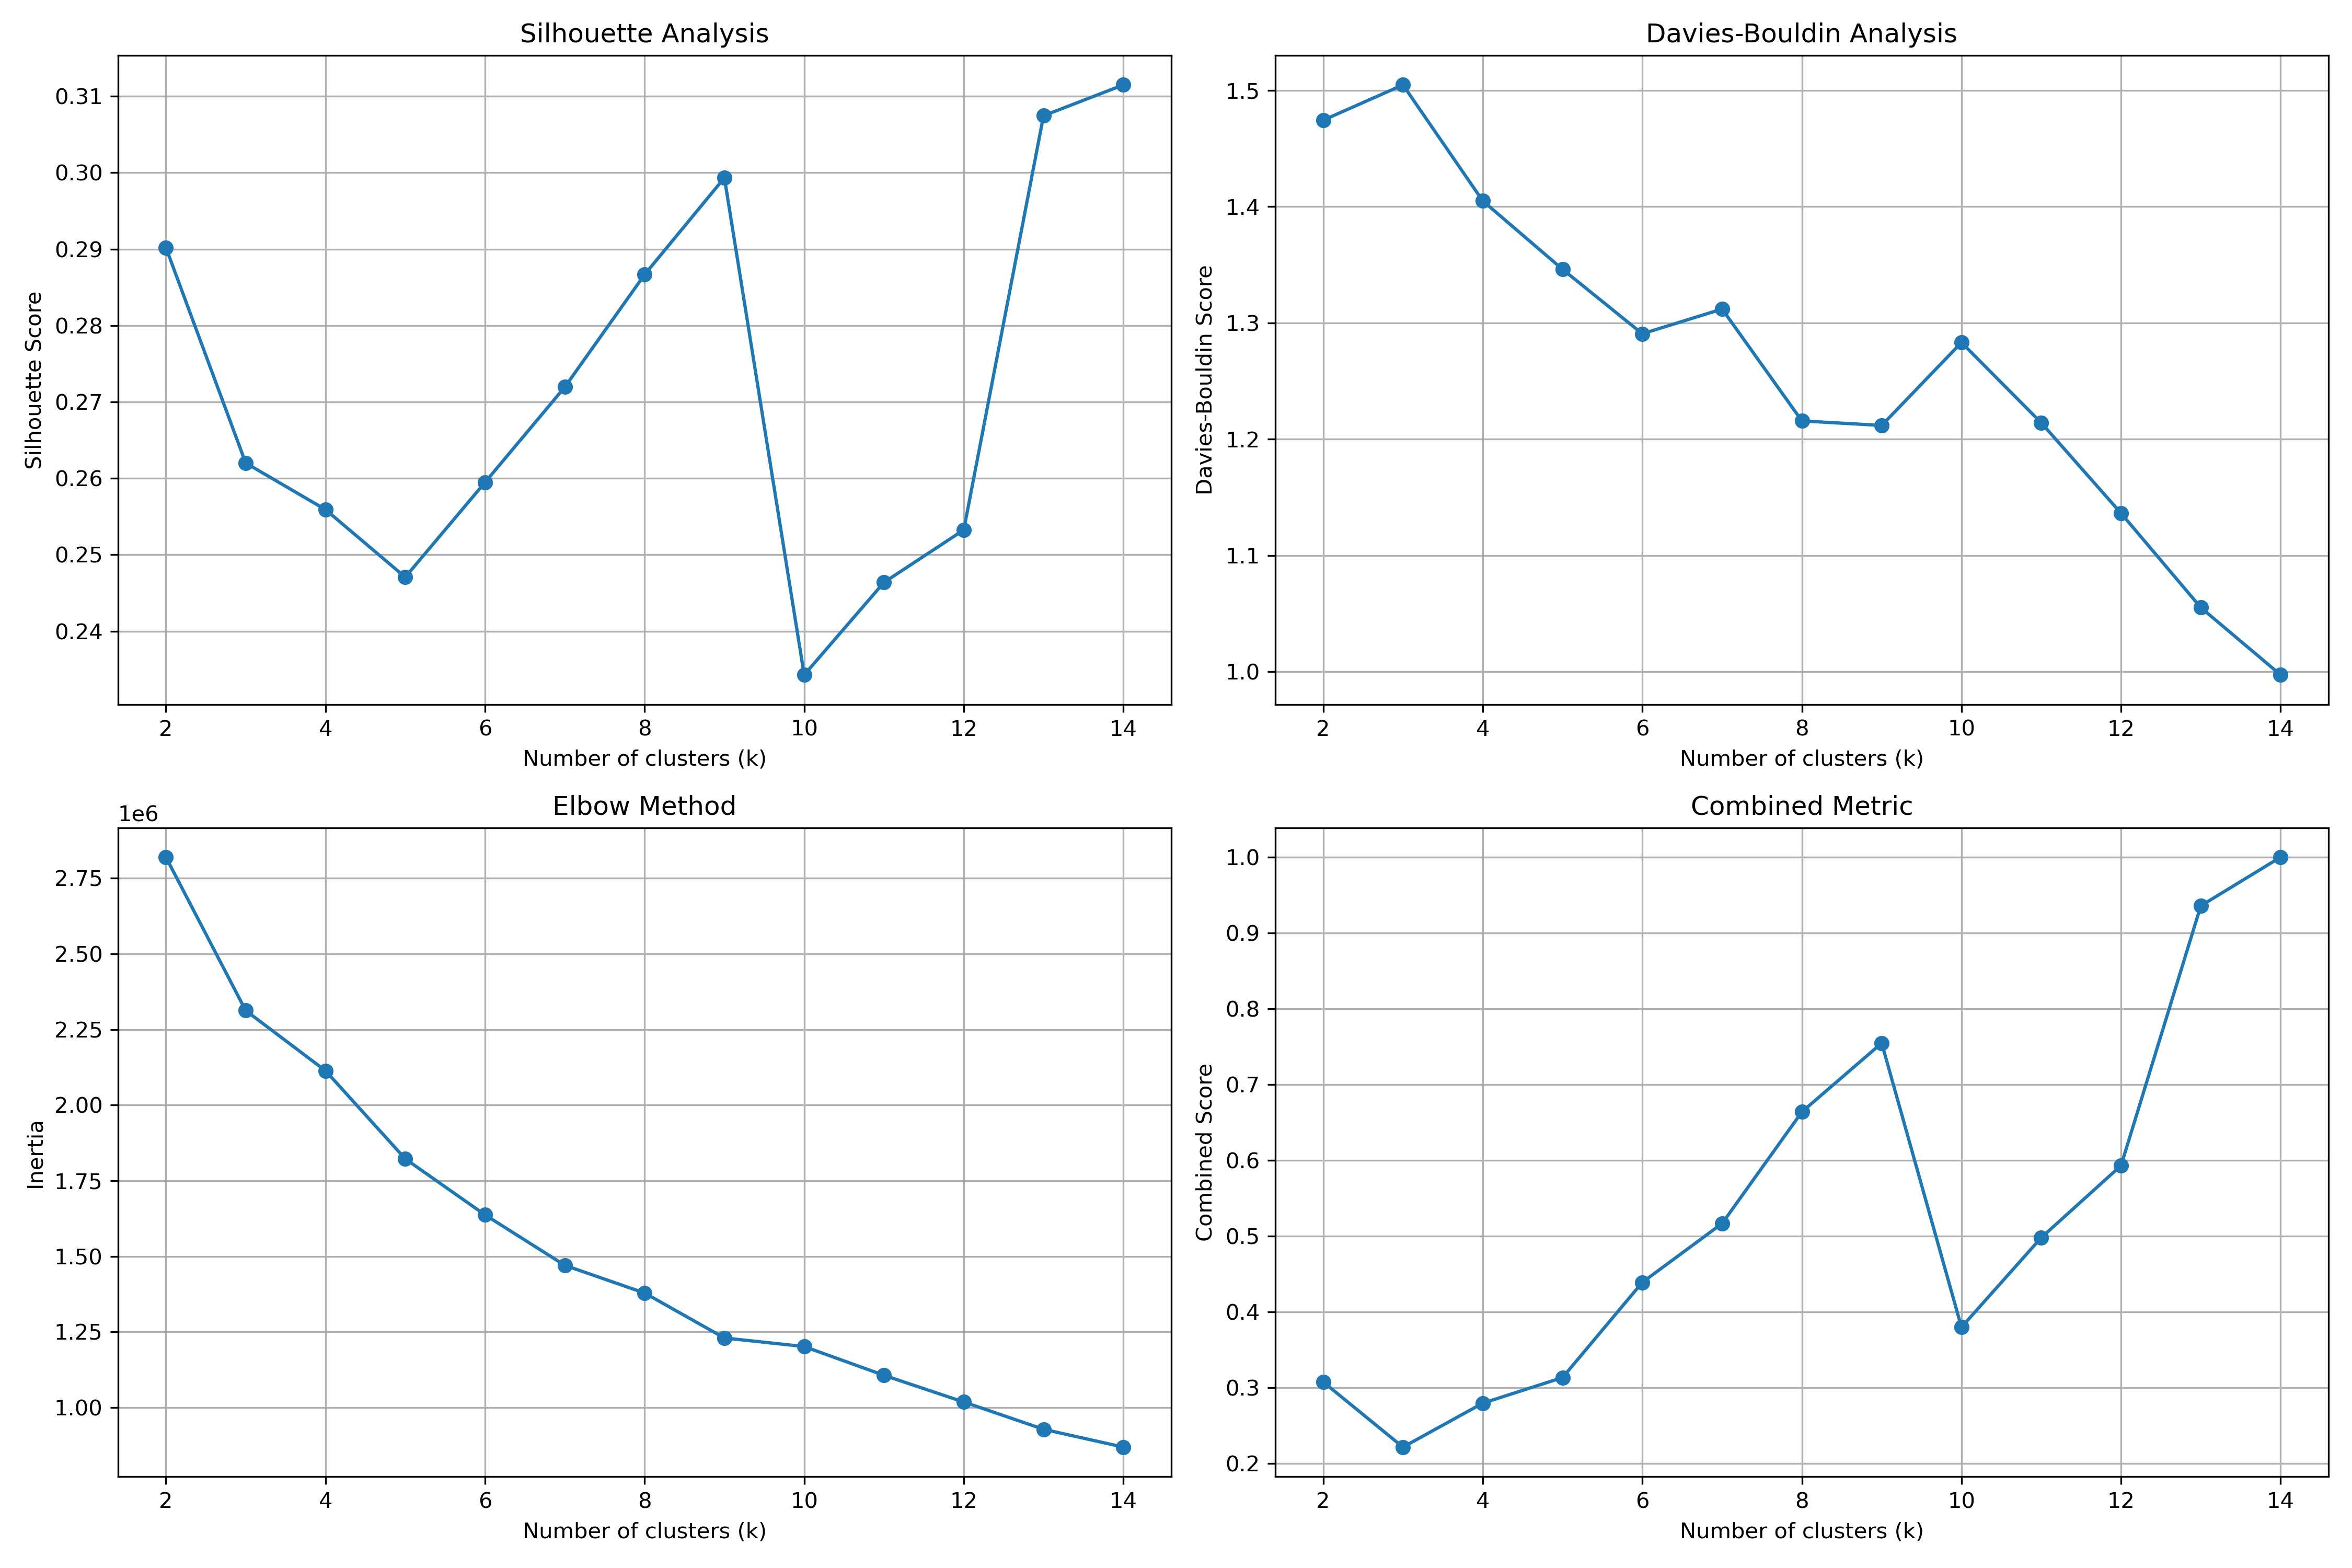 Silhouette Analysis
0.31
0.30
0.29
0.28
0.27
0.26
0.25
0.24
Silhouette Score
2 4 6 8 10 12 14
Number of clusters (k)
Davies-Bouldin Analysis
1.5
1.4
1.3
1.2
1.1
1.0
Davies-Bouldin Score
2 4 6 8 10 12 14
Number of clusters (k)
Elbow Method
1e6
2.75
2.50
2.25
2.00
1.75
1.50
1.25
1.00
Inertia
2 4 6 8 10 12 14
Number of clusters (k)
Combined Metric
1.0
0.9
0.8
0.7
0.6
0.5
0.4
0.3
0.2
Combined Score
2 4 6 8 10 12 14
Number of clusters (k)